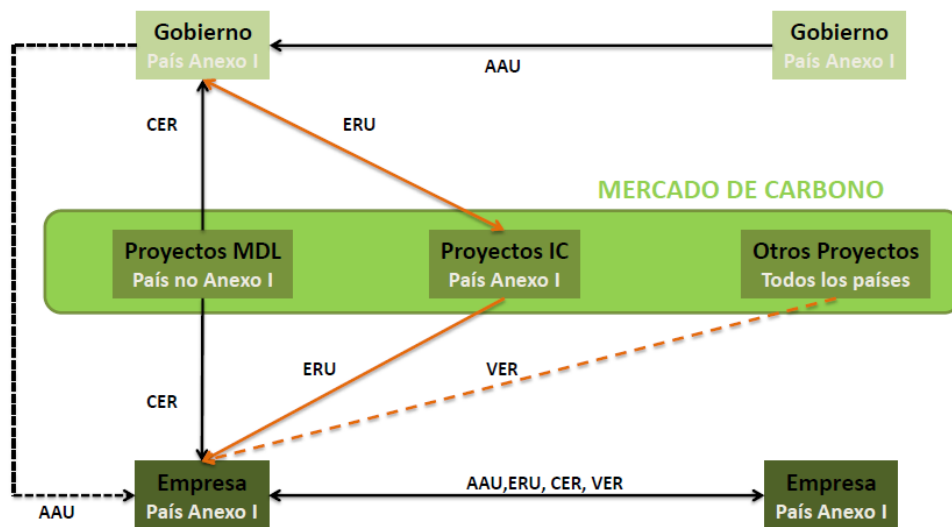 Gobierno
País Anexo I
Gobierno
País Anexo I
AAU
CER
ERU
MERCADO DE CARBONO
Proyectos MDL
País no Anexo I
Proyectos IC
País Anexo I
Otros Proyectos
Todos los países
ERU
VER
CER
Empresa
País Anexo I
AAU,ERU, CER, VER
Empresa
País Anexo I
AAU